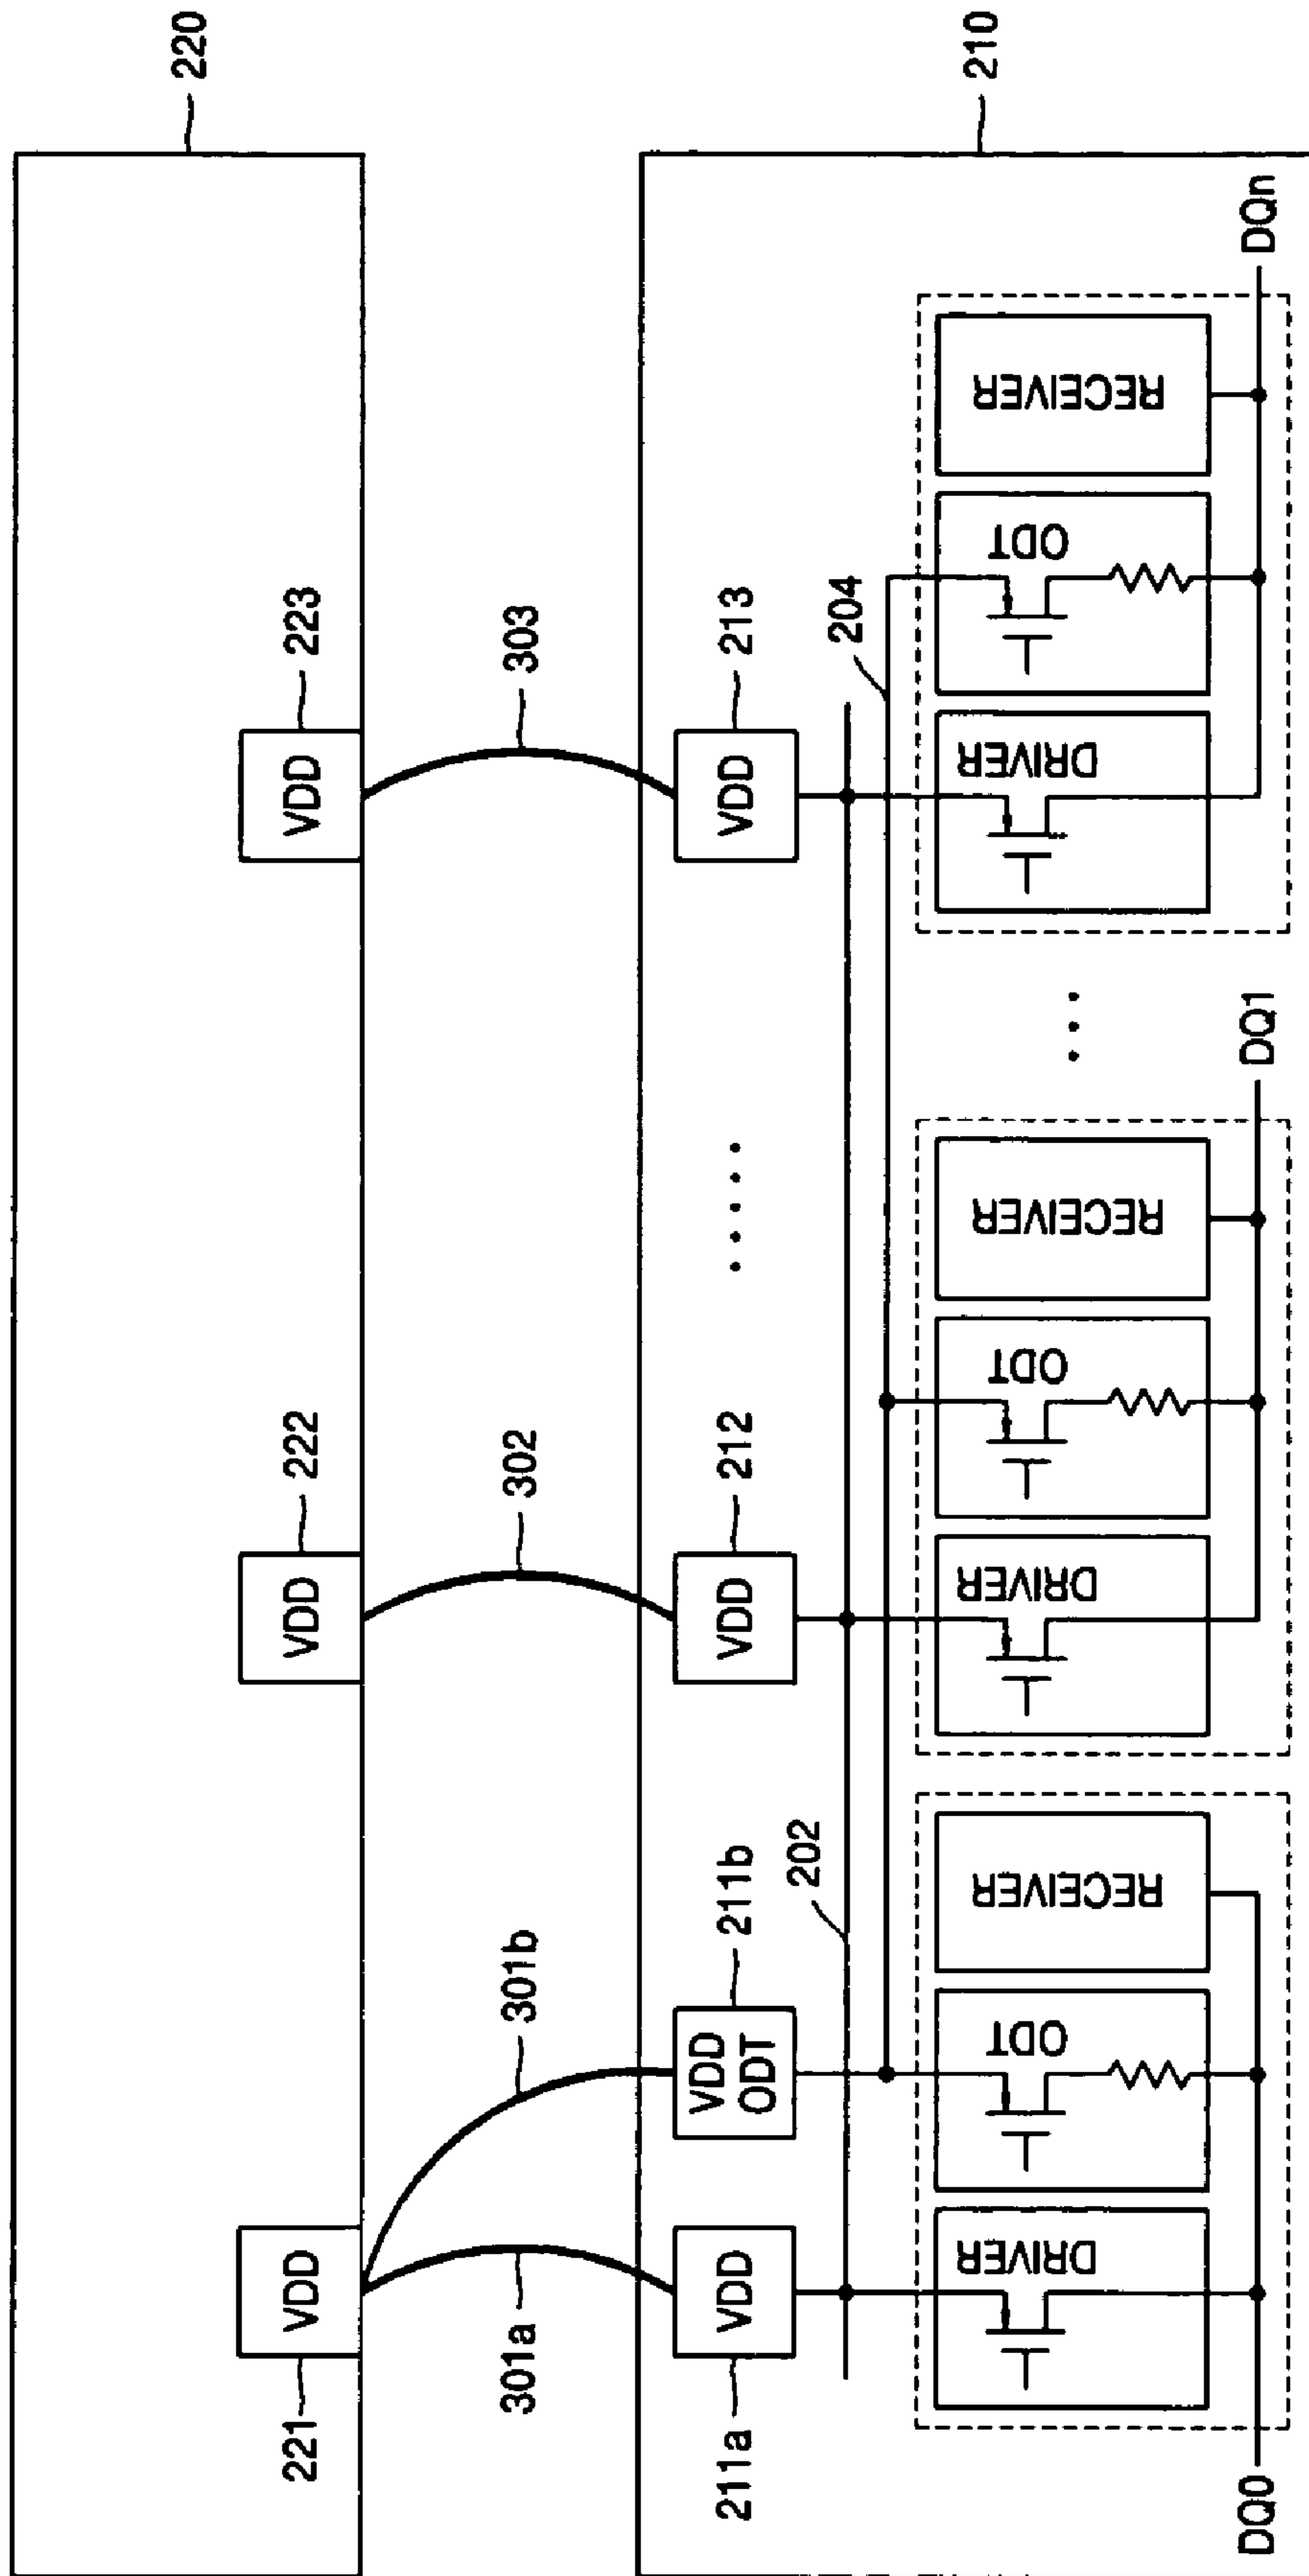 220
221
VDD
222
VDD
223
VDD
301a
301b
302
303
210
211a
VDD
VDD
ODT
211b
VDD
212
VDD
213
202
204
DRIVER
ODT
RECEIVER
DRIVER
ODT
RECEIVER
DRIVER
ODT
RECEIVER
DQ0
DQ1
DQn